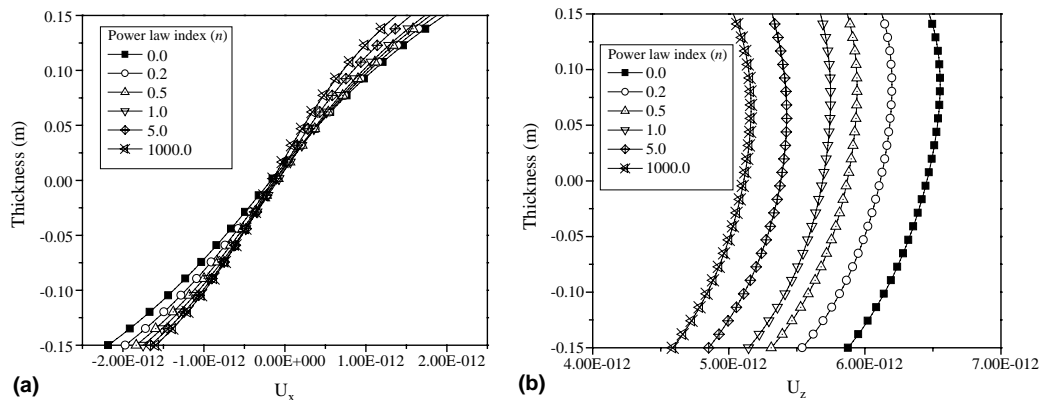 0.15
0.10
0.05
0.00
-0.05
-0.10
-0.15
Thickness (m)
Power law index (n)
0.0
0.2
0.5
1.0
5.0
1000.0
-2.00E-012
-1.00E-012
0.00E+000
1.00E-012
2.00E-012
Ux
(a)
0.15
0.10
0.05
0.00
-0.05
-0.10
-0.15
Thickness (m)
Power law index (n)
0.0
0.2
0.5
1.0
5.0
1000.0
4.00E-012
5.00E-012
6.00E-012
7.00E-012
Uz
(b)